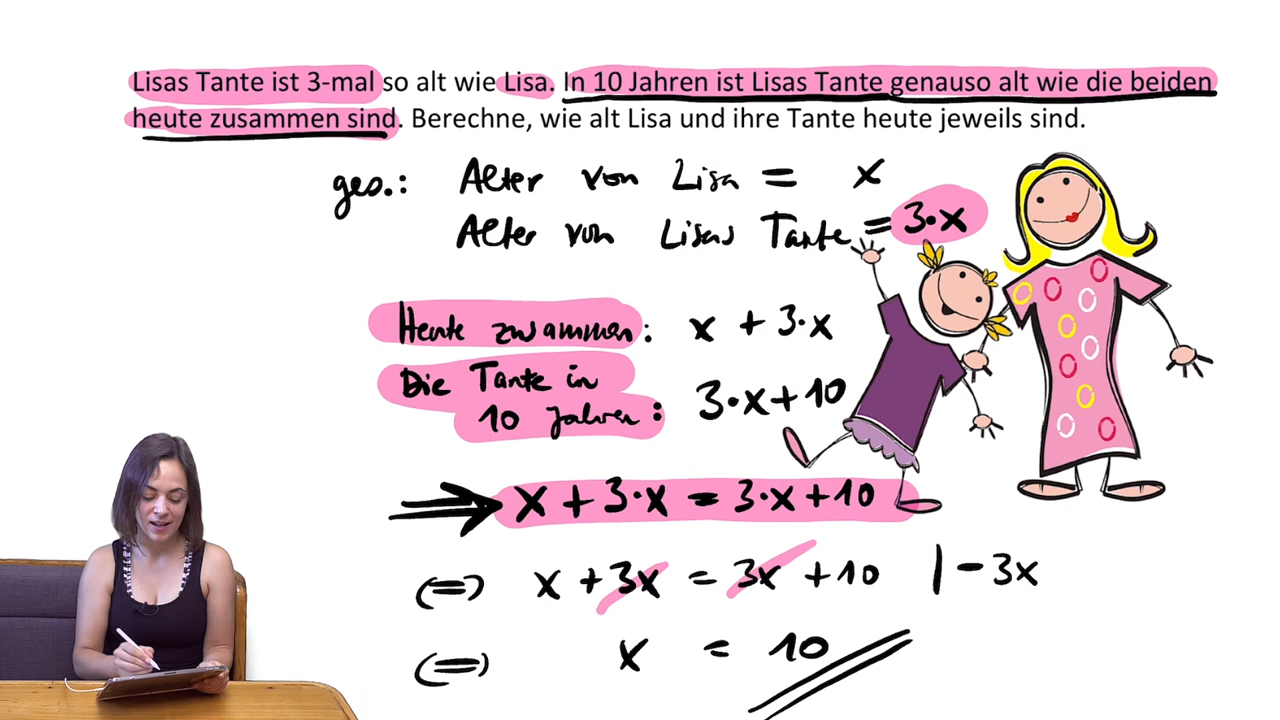 Lisas Tante ist 3-mal so alt wie Lisa. In 10 Jahren ist Lisas Tante genauso alt wie die beiden
heute zusammen sind. Berechne, wie alt Lisa und ihre Tante heute jeweils sind.
ges.: Alter von Lisa = x
Alter von Lisas Tante = 3·x
Heute zusammen: x + 3·x
Die Tante in
10 Jahren: 3·x+10
⇒ x + 3·x = 3·x+10
(=) x + 3x = 3x + 10 | - 3x
(=) x = 10